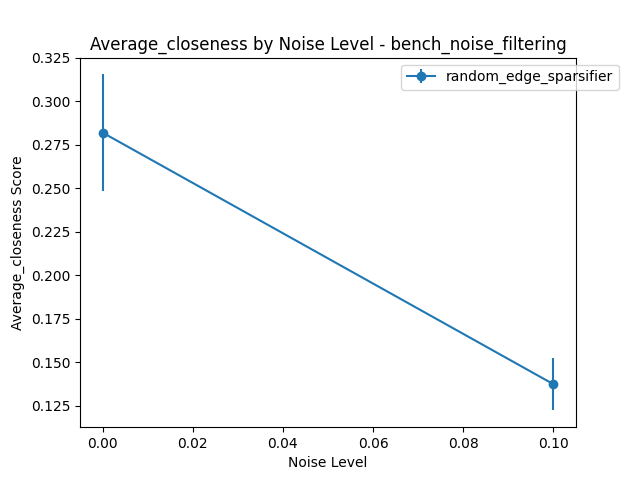 Average_closeness by Noise Level - bench_noise_filtering
random_edge_sparsifier
Average_closeness Score
0.325
0.300
0.275
0.250
0.225
0.200
0.175
0.150
0.125
0.00 0.02 0.04 0.06 0.08 0.10
Noise Level